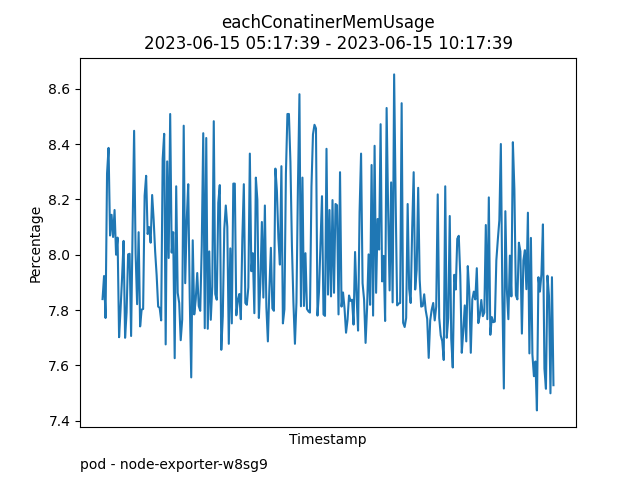 eachConatinerMemUsage
2023-06-15 05:17:39 - 2023-06-15 10:17:39
8.6
8.4
8.2
8.0
7.8
7.6
7.4
Percentage
Timestamp
pod - node-exporter-w8sg9